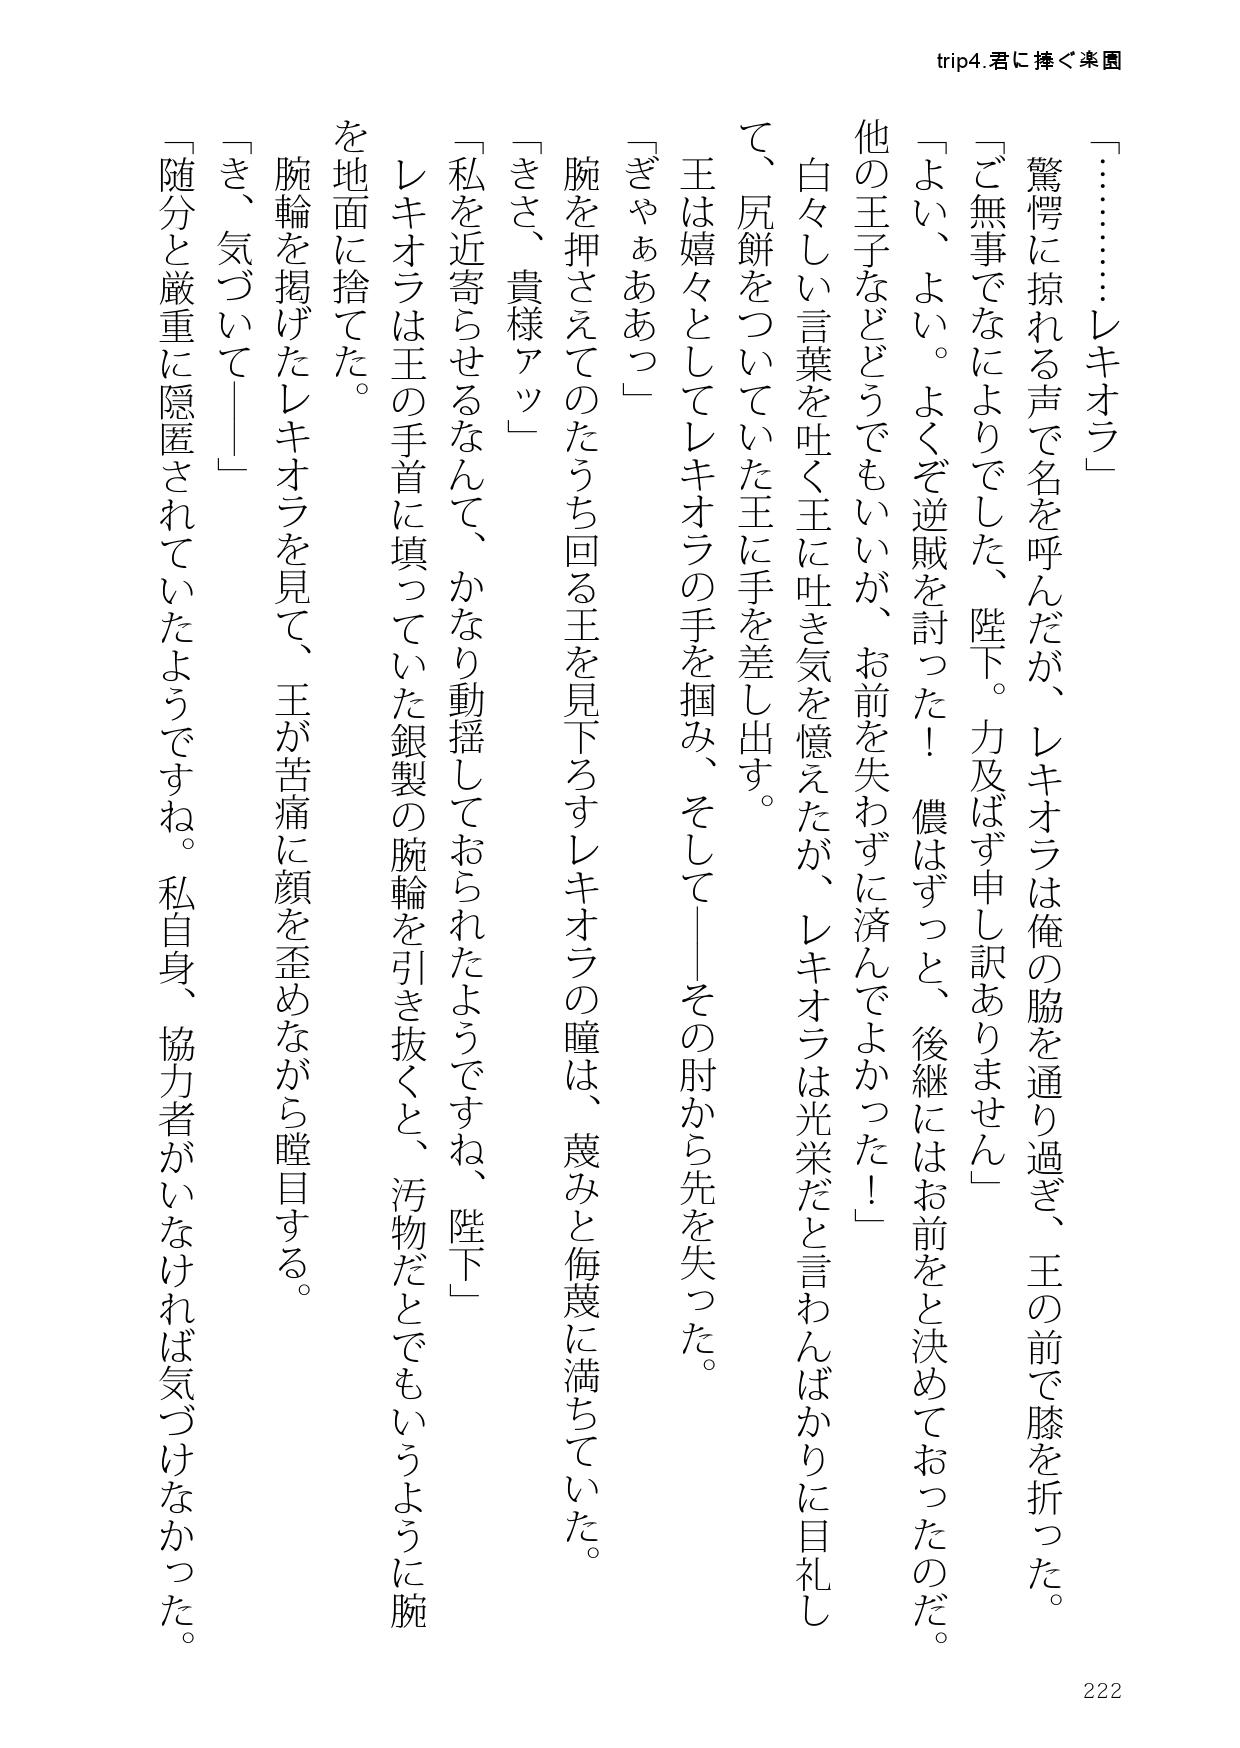 trip4.君に捧ぐ楽園
「…………レキオラ」
　驚愕に掠れる声で名を呼んだが、レキオラは俺の脇を通り過ぎ、王の前で膝を折った。
「ご無事でなによりでした、陛下。力及ばず申し訳ありません」
「よい、よい。よくぞ逆賊を討った！　儂はずっと、後継にはお前をと決めておったのだ。
他の王子などどうでもいいが、お前を失わずに済んでよかった！」
　白々しい言葉を吐く王に吐き気を憶えたが、レキオラは光栄だと言わんばかりに目礼し
て、尻餅をついていた王に手を差し出す。
　王は嬉々としてレキオラの手を掴み、そして――その肘から先を失った。
「ぎゃぁああっ」
　腕を押さえてのたうち回る王を見下ろすレキオラの瞳は、蔑みと侮蔑に満ちていた。
「きさ、貴様アッ」
「私を近寄らせるなんて、かなり動揺しておられたようですね、陛下」
　レキオラは王の手首に填っていた銀製の腕輪を引き抜くと、汚物だとでもいうように腕
を地面に捨てた。
　腕輪を掲げたレキオラを見て、王が苦痛に顔を歪めながら瞠目する。
「き、気づいて――」
「随分と厳重に隠匿されていたようですね。私自身、協力者がいなければ気づけなかった。
222